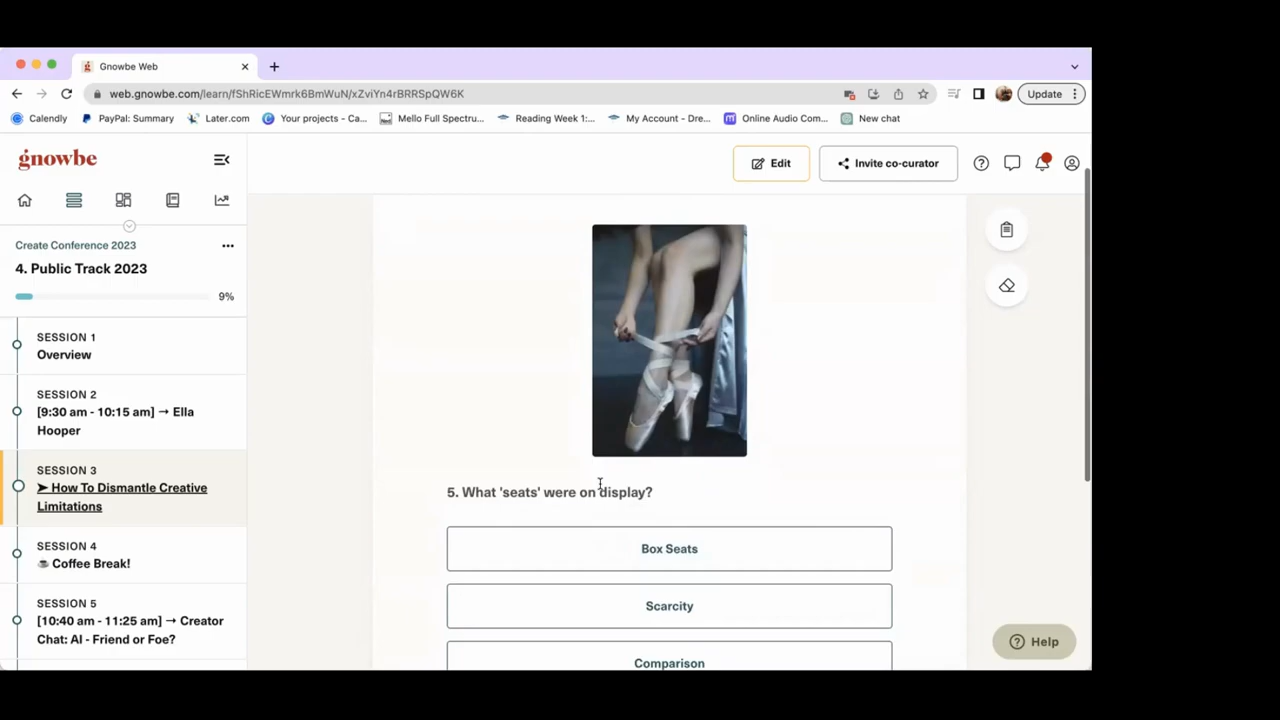 Gnowbe Web
web.gnowbe.com/learn/fShRicEWmrk6BmWuN/xZviYn4rBRRSpQW6K
Update
Calendly
PayPal: Summary
Later.com
Your projects - Ca...
Mello Full Spectru...
Reading Week 1:...
My Account - Dre...
Online Audio Com...
New chat
gnowbe
Edit
Invite co-curator
Create Conference 2023
4. Public Track 2023
9%
SESSION 1
Overview
SESSION 2
[9:30 am - 10:15 am] → Ella
Hooper
SESSION 3
➤ How To Dismantle Creative
Limitations
SESSION 4
☕ Coffee Break!
SESSION 5
[10:40 am - 11:25 am] → Creator
Chat: AI - Friend or Foe?
5. What 'seats' were on display?
Box Seats
Scarcity
Comparison
Help